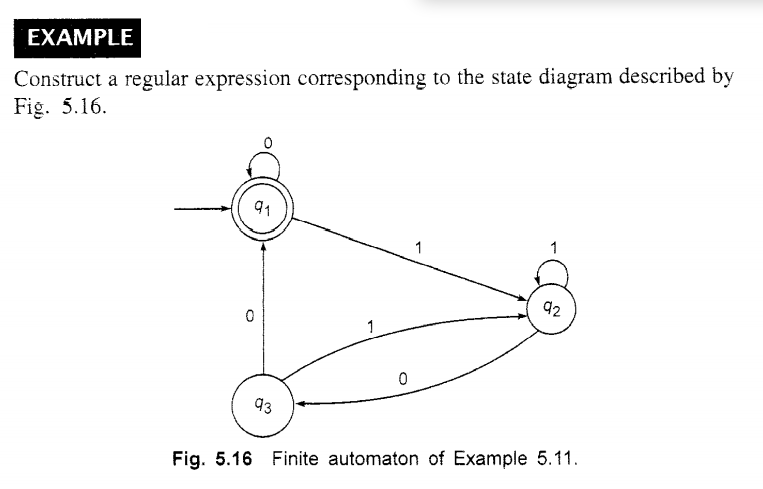 EXAMPLE
Construct a regular expression corresponding to the state diagram described by
Fig. 5.16.
0
q1
1
1
q2
0
1
0
q3
Fig. 5.16 Finite automaton of Example 5.11.